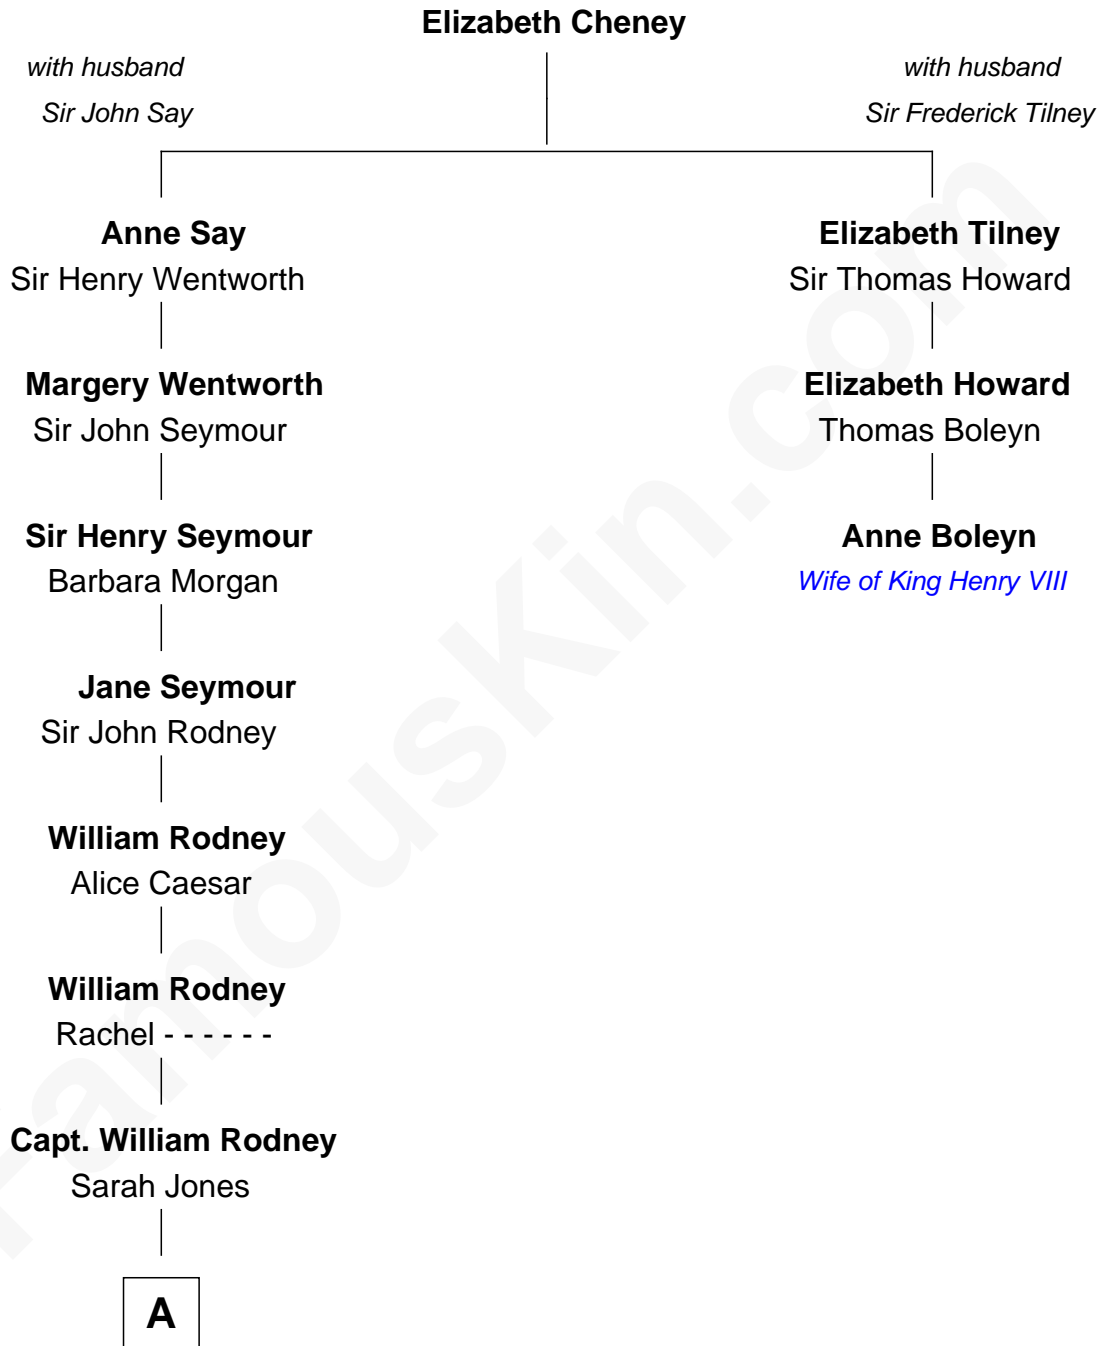 Elizabeth Cheney
with husband
Sir John Say
with husband
Sir Frederick Tilney
Anne Say
Sir Henry Wentworth
Elizabeth Tilney
Sir Thomas Howard
Margery Wentworth
Sir John Seymour
Elizabeth Howard
Thomas Boleyn
Sir Henry Seymour
Barbara Morgan
Anne Boleyn
Wife of King Henry VIII
Jane Seymour
Sir John Rodney
William Rodney
Alice Caesar
William Rodney
Rachel - - - - - -
Capt. William Rodney
Sarah Jones
A
FamousKin.com